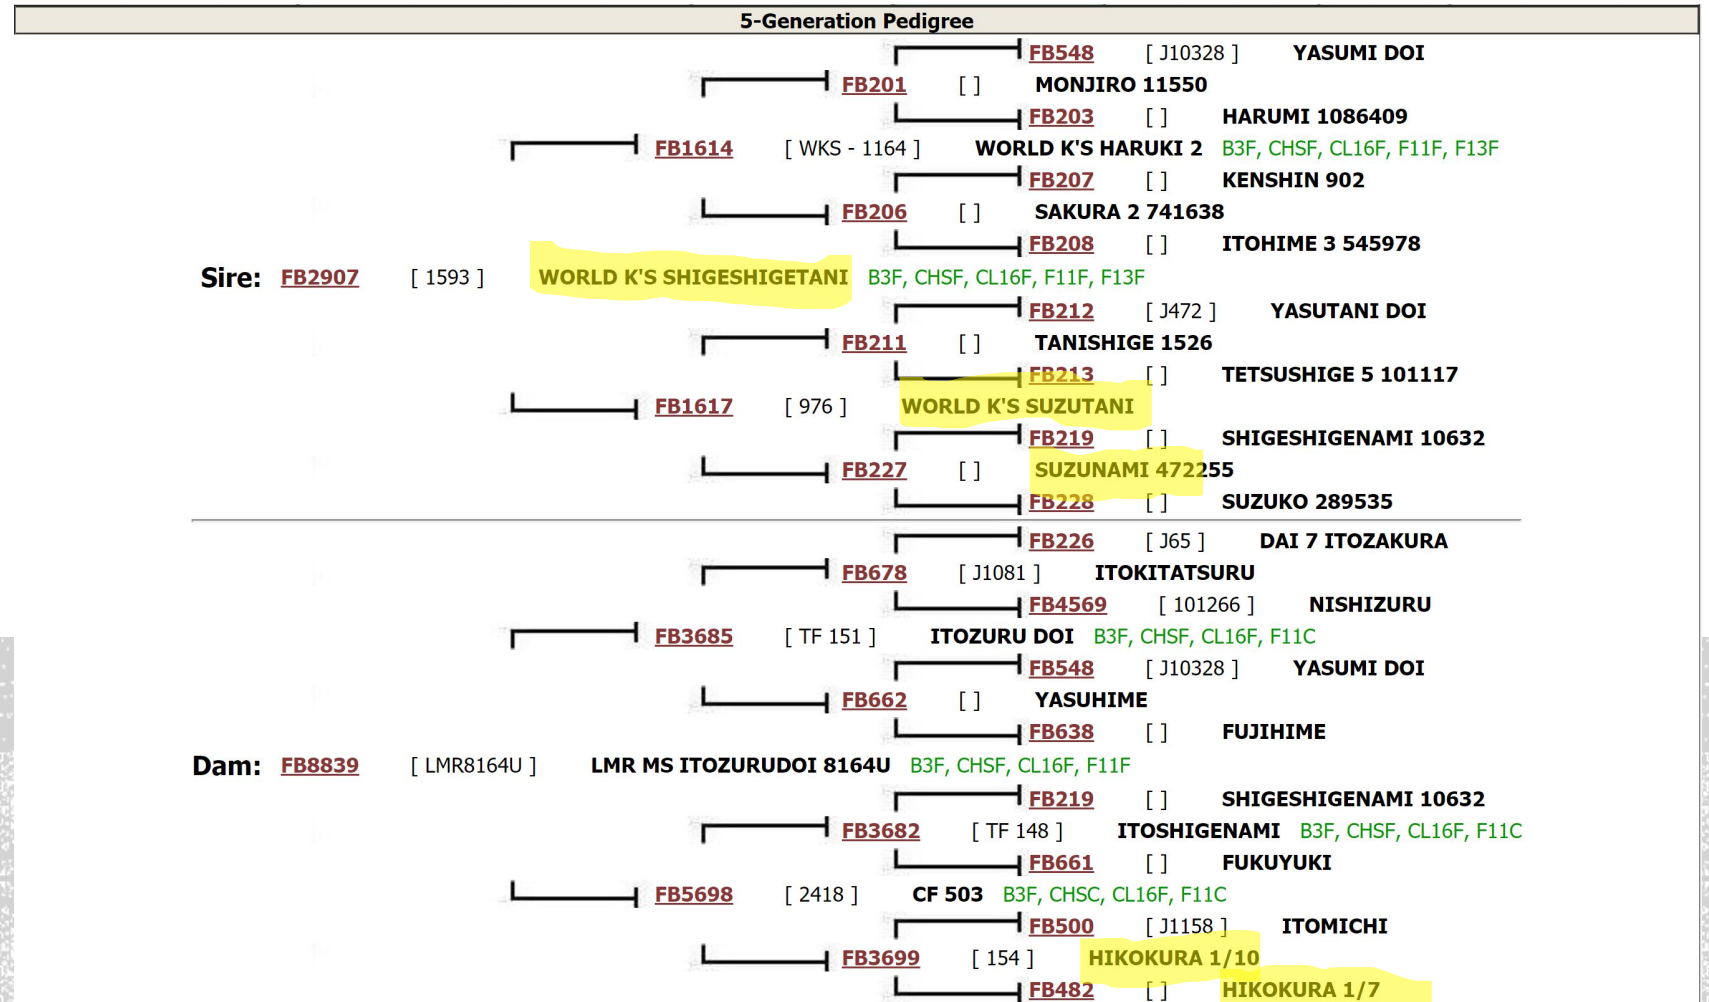 5-Generation Pedigree
FB548 [ J10328 ] YASUMI DOI
FB201 [ ] MONJIRO 11550
FB203 [ ] HARUMI 1086409
FB1614 [ WKS - 1164 ] WORLD K'S HARUKI 2 B3F, CHSF, CL16F, F11F, F13F
FB207 [ ] KENSHIN 902
FB206 [ ] SAKURA 2 741638
FB208 [ ] ITOHIME 3 545978
Sire: FB2907 [ 1593 ] WORLD K'S SHIGESHIGETANI B3F, CHSF, CL16F, F11F, F13F
FB212 [ J472 ] YASUTANI DOI
FB211 [ ] TANISHIGE 1526
FB213 [ ] TETSUSHIGE 5 101117
FB1617 [ 976 ] WORLD K'S SUZUTANI
FB219 [ ] SHIGESHIGENAMI 10632
FB227 [ ] SUZUNAMI 472255
FB228 [ ] SUZUKO 289535
FB226 [ J65 ] DAI 7 ITOZAKURA
FB678 [ J1081 ] ITOKITATSURU
FB4569 [ 101266 ] NISHIZURU
FB3685 [ TF 151 ] ITOZURU DOI B3F, CHSF, CL16F, F11C
FB548 [ J10328 ] YASUMI DOI
FB662 [ ] YASUHIME
FB638 [ ] FUJIHIME
Dam: FB8839 [ LMR8164U ] LMR MS ITOZURUDOI 8164U B3F, CHSF, CL16F, F11F
FB219 [ ] SHIGESHIGENAMI 10632
FB3682 [ TF 148 ] ITOSHIGENAMI B3F, CHSF, CL16F, F11C
FB661 [ ] FUKUYUKI
FB5698 [ 2418 ] CF 503 B3F, CHSC, CL16F, F11C
FB500 [ J1158 ] ITOMICHI
FB3699 [ 154 ] HIKOKURA 1/10
FB482 [ ] HIKOKURA 1/7